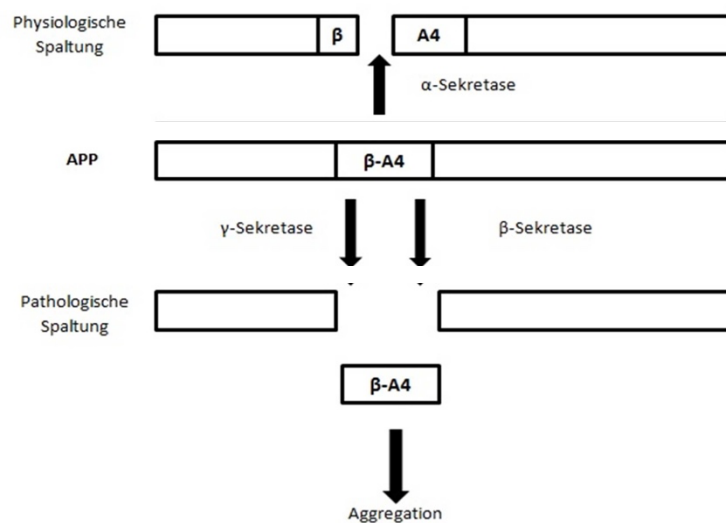 Physiologische
Spaltung
β
A4
α-Sekretase
APP
β-A4
γ-Sekretase
β-Sekretase
Pathologische
Spaltung
β-A4
Aggregation